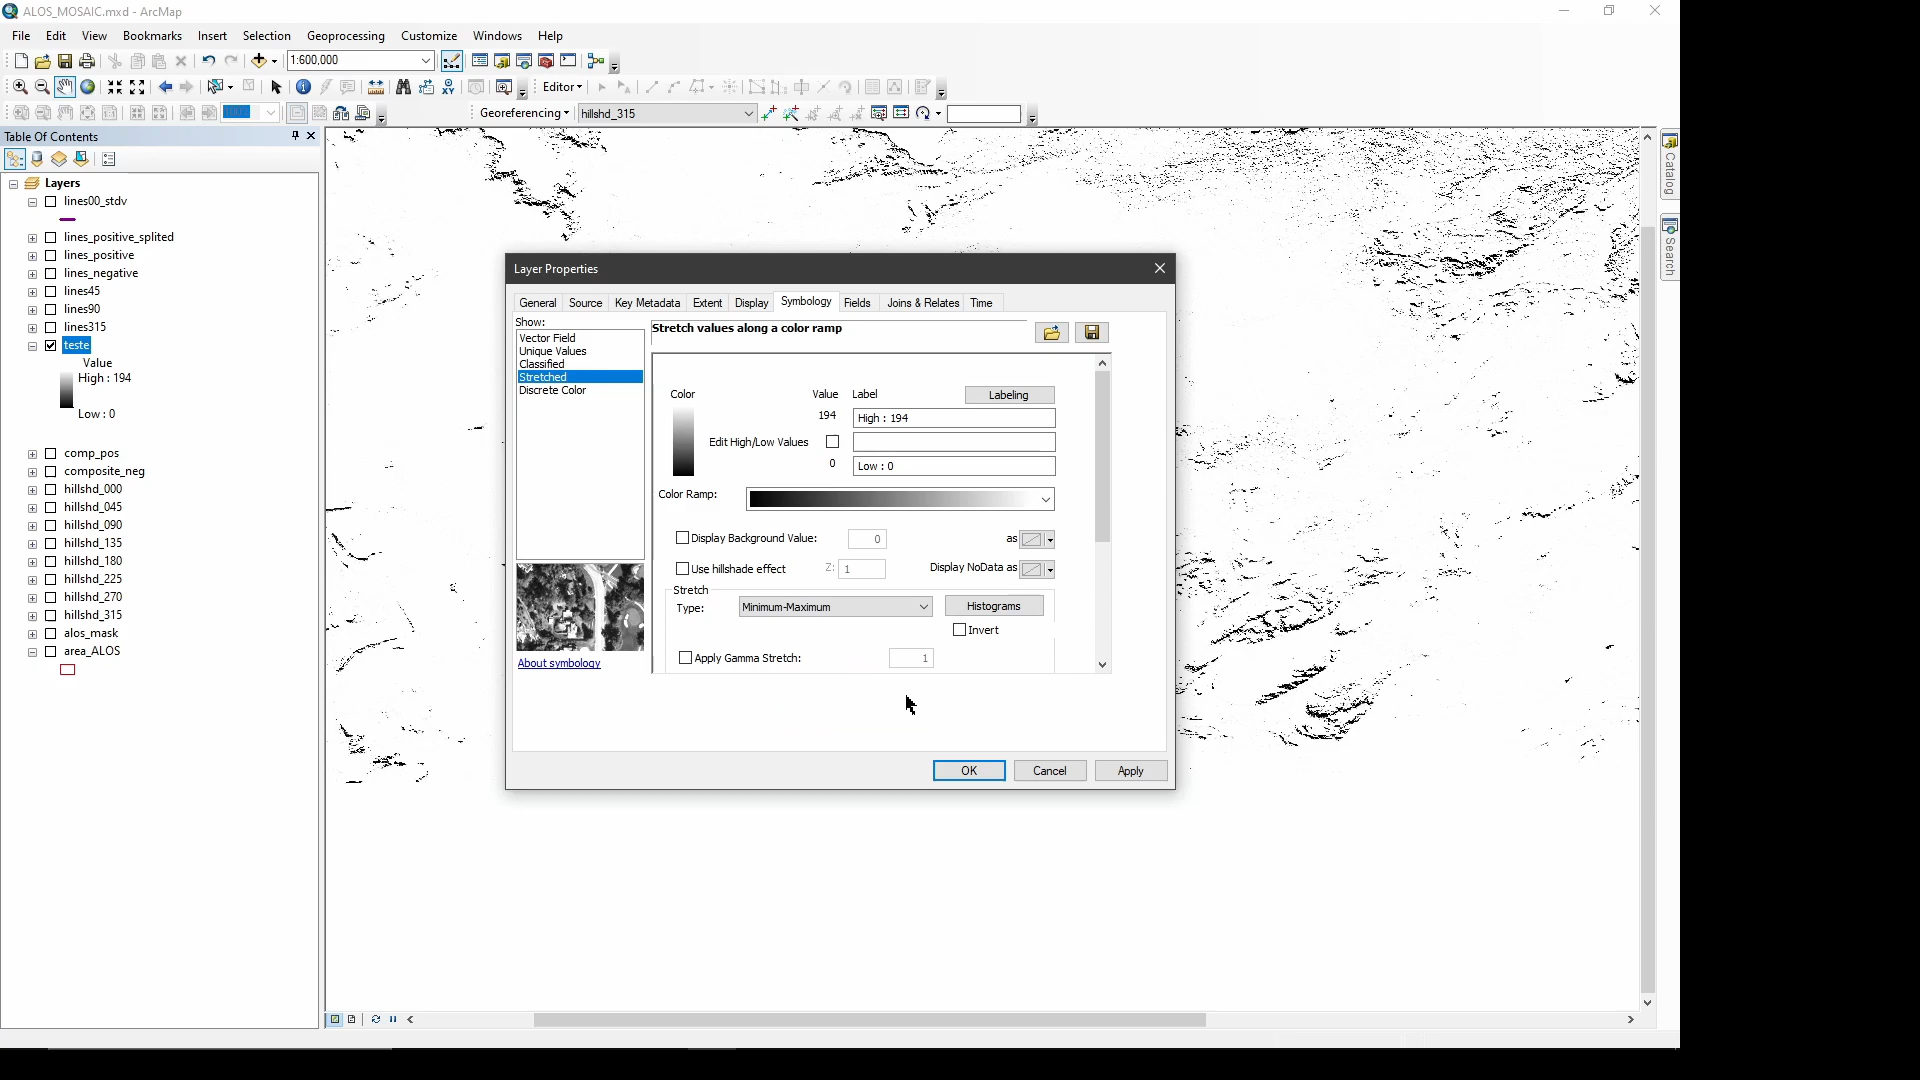 ALOS_MOSAIC.mxd - ArcMap
File Edit View Bookmarks Insert Selection Geoprocessing Customize Windows Help
1:600,000
Editor
Georeferencing hillshd_315
Table Of Contents
Layers
lines00_stdv
lines_positive_splited
lines_positive
lines_negative
lines45
lines90
lines315
teste
Value
High : 194
Low : 0
comp_pos
composite_neg
hillshd_000
hillshd_045
hillshd_090
hillshd_135
hillshd_180
hillshd_225
hillshd_270
hillshd_315
alos_mask
area_ALOS
Layer Properties
General Source Key Metadata Extent Display Symbology Fields Joins & Relates Time
Show:
Vector Field
Unique Values
Classified
Stretched
Discrete Color
About symbology
Stretch values along a color ramp
Color Value Label Labeling
194 High : 194
Edit High/Low Values
0 Low : 0
Color Ramp:
Display Background Value: 0 as
Use hillshade effect Z: 1 Display NoData as
Stretch
Type: Minimum-Maximum Histograms
Invert
Apply Gamma Stretch: 1
OK Cancel Apply
Catalog
Search